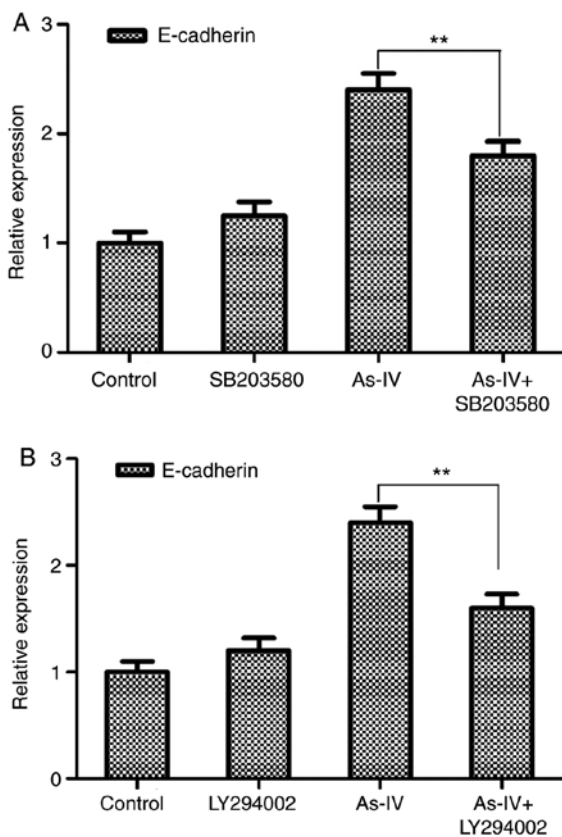 A
E-cadherin
**
Relative expression
3
2
1
0
Control
SB203580
As-IV
As-IV+
SB203580
B
E-cadherin
**
Relative expression
3
2
1
0
Control
LY294002
As-IV
As-IV+
LY294002